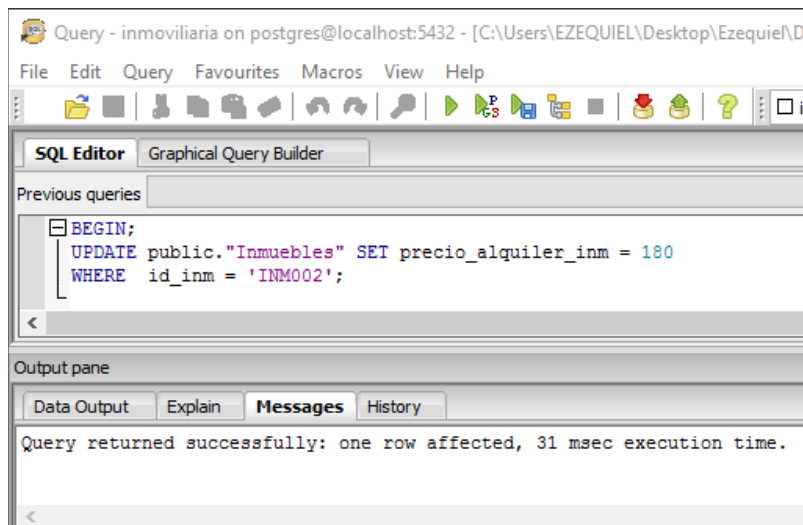 Query - inmoviliaria on postgres@localhost:5432 - [C:\Users\EZEQUIEL\Desktop\Ezequiel\D
File Edit Query Favourites Macros View Help
SQL Editor Graphical Query Builder
Previous queries
BEGIN;
UPDATE public."Inmuebles" SET precio_alquiler_inm = 180
WHERE id_inm = 'INM002';
Output pane
Data Output Explain Messages History
Query returned successfully: one row affected, 31 msec execution time.